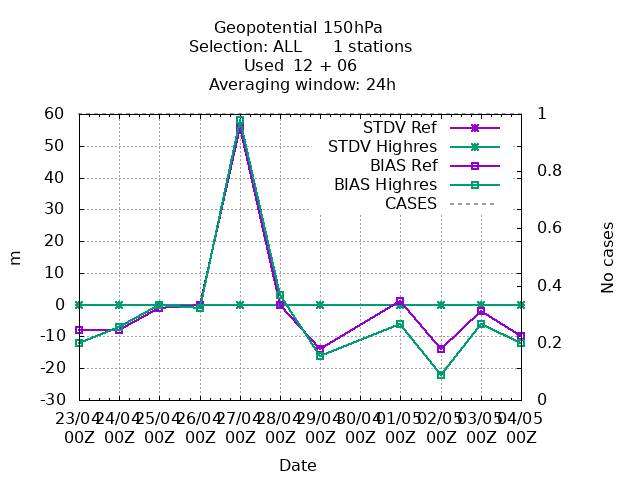 Geopotential 150hPa
Selection: ALL      1 stations
Used  12 + 06
Averaging window: 24h
STDV Ref
STDV Highres
BIAS Ref
BIAS Highres
CASES
60
50
40
30
20
10
0
-10
-20
-30
m
1
0.8
0.6
0.4
0.2
0
No cases
23/04 24/04 25/04 26/04 27/04 28/04 29/04 30/04 01/05 02/05 03/05 04/05
00Z 00Z 00Z 00Z 00Z 00Z 00Z 00Z 00Z 00Z 00Z 00Z
Date